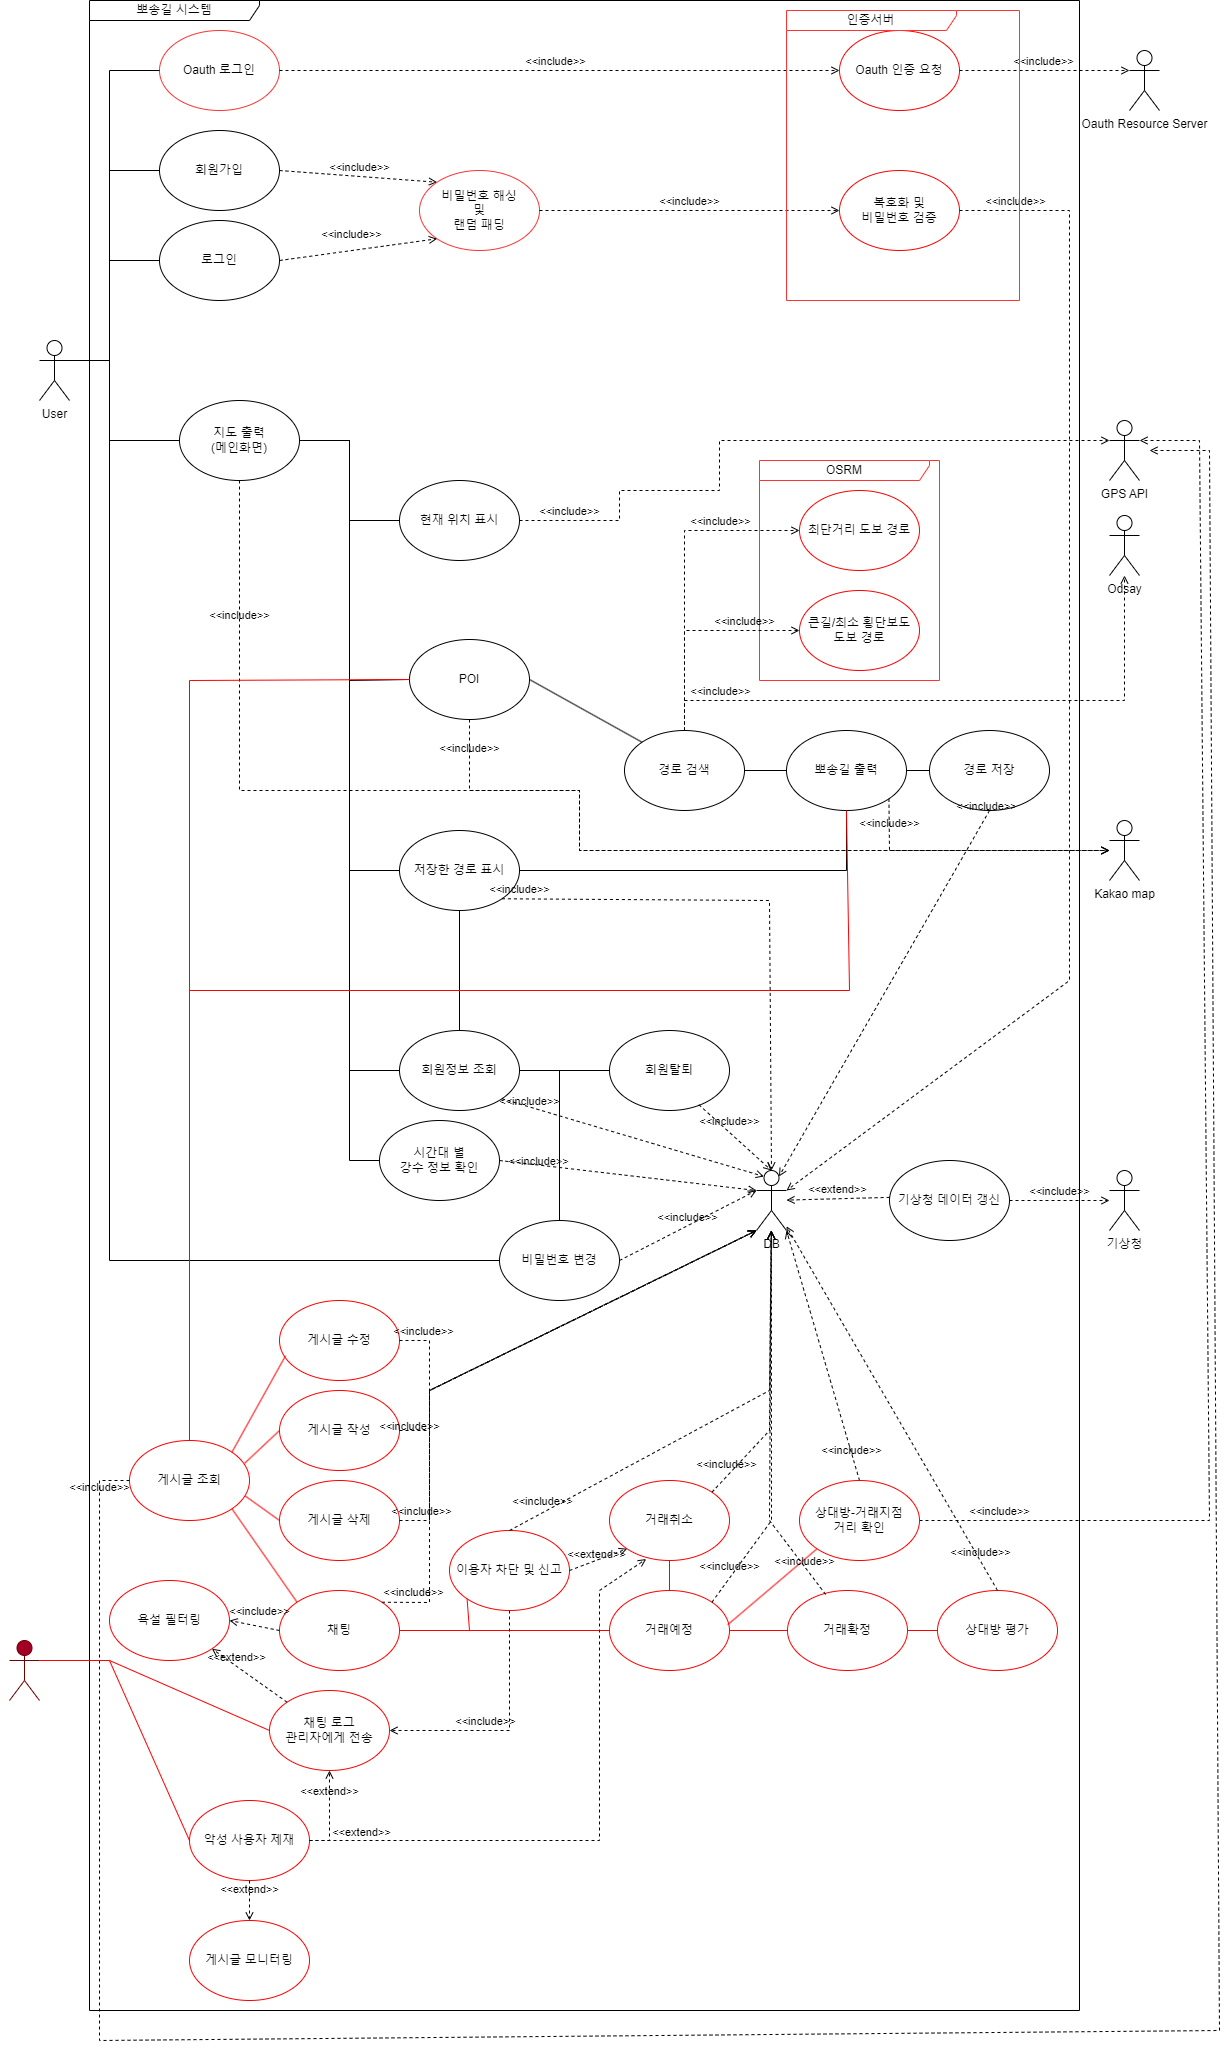 뽀송길 시스템
인증서버
Oauth 로그인
<<include>>
Oauth 인증 요청
<<include>>
Oauth Resource Server
회원가입
<<include>>
비밀번호 해싱
및
랜덤 패딩
<<include>>
복호화 및
비밀번호 검증
<<include>>
로그인
<<include>>
User
지도 출력
(메인화면)
GPS API
OSRM
현재 위치 표시
<<include>>
<<include>>
최단거리 도보 경로
Odsay
<<include>>
<<include>>
큰길/최소 횡단보도
도보 경로
POI
<<include>>
<<include>>
경로 검색
뽀송길 출력
경로 저장
<<include>>
<<include>>
저장한 경로 표시
<<include>>
Kakao map
회원정보 조회
<<include>>
회원탈퇴
<<include>>
시간대 별
강수 정보 확인
<<include>>
<<extend>>
기상청 데이터 갱신
<<include>>
기상청
DB
<<include>>
비밀번호 변경
게시글 수정
<<include>>
게시글 작성
<<include>>
게시글 조회
<<include>>
게시글 삭제
<<include>>
<<include>>
<<include>>
거래취소
<<include>>
상대방-거래지점
거리 확인
<<include>>
이용자 차단 및 신고
<<extend>>
<<include>>
<<include>>
<<include>>
<<include>>
욕설 필터링
<<include>>
채팅
거래예정
거래확정
상대방 평가
<<extend>>
채팅 로그
관리자에게 전송
<<include>>
<<extend>>
악성 사용자 제재
<<extend>>
<<extend>>
게시글 모니터링